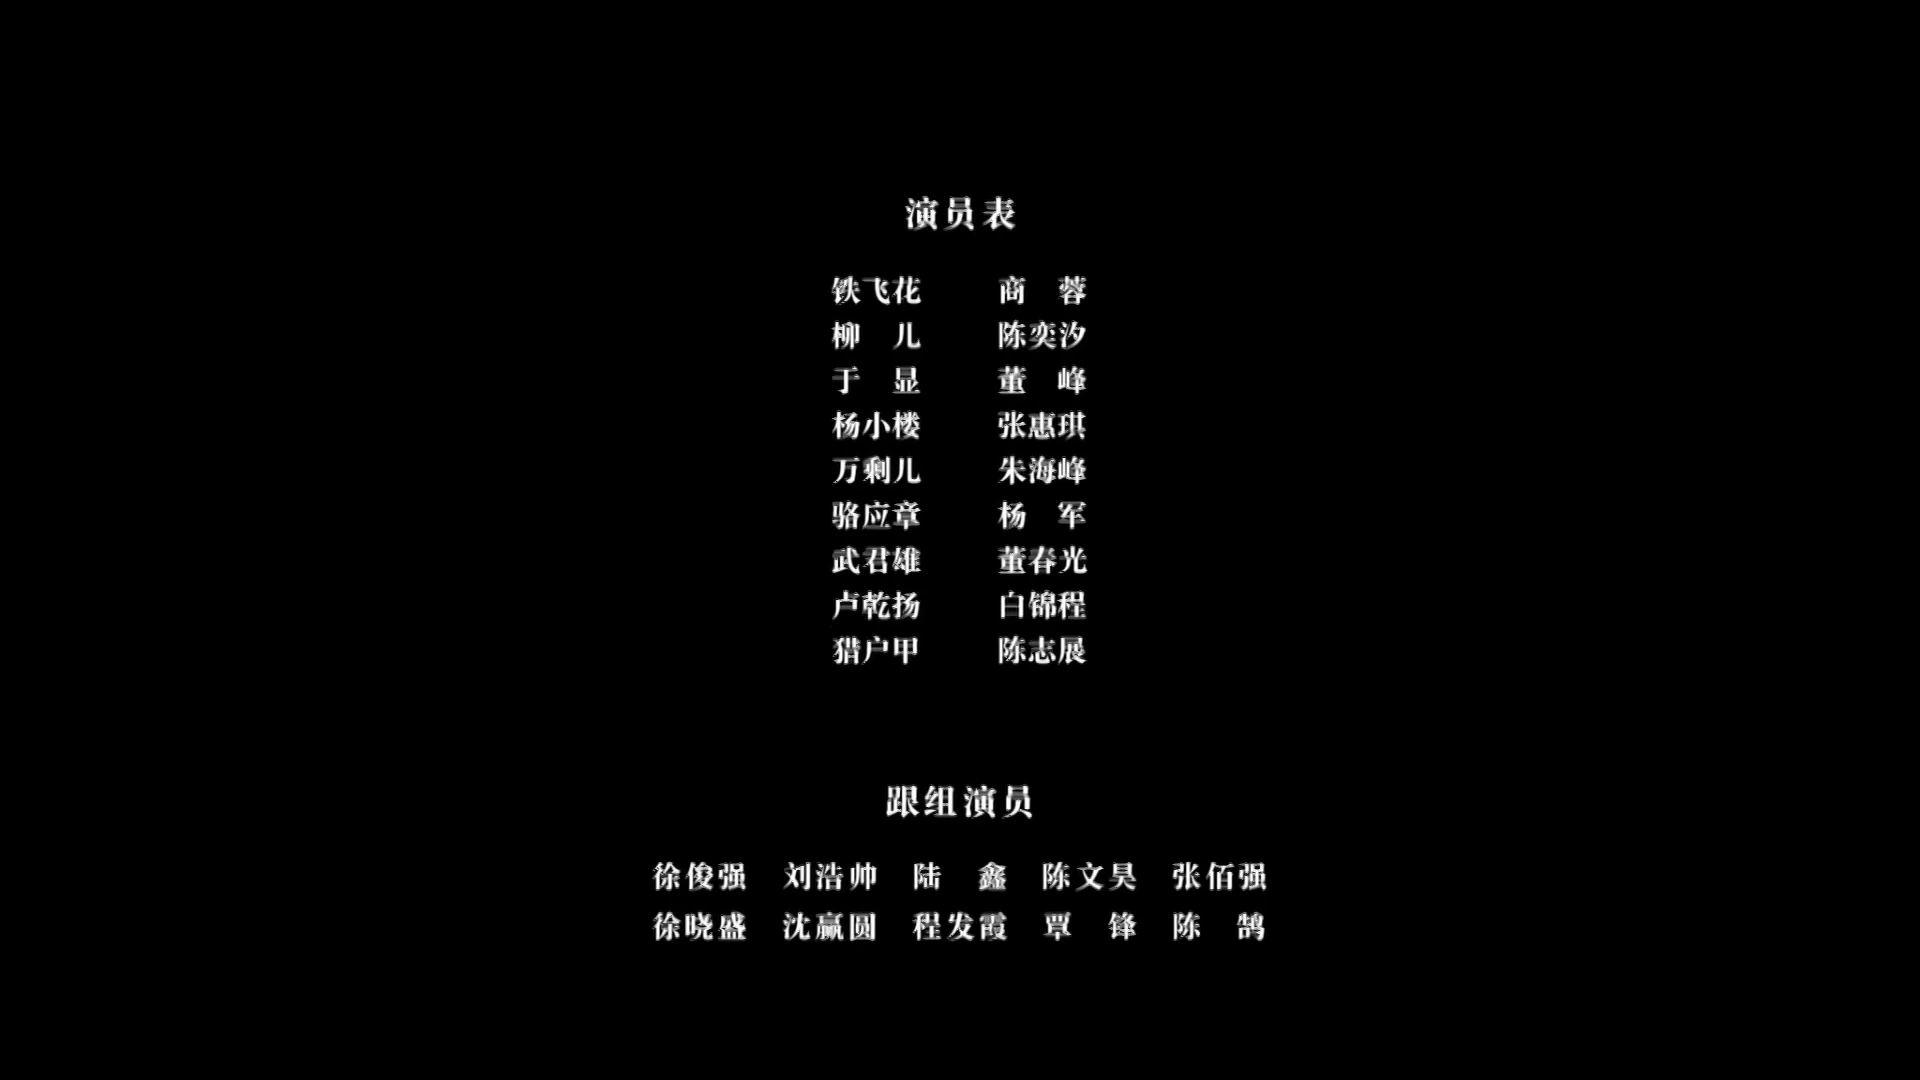 演员表
铁飞花 商 蓉
柳 儿 陈奕汐
于 显 董 峰
杨小楼 张惠琪
万剩儿 朱海峰
骆应章 杨 军
武君雄 董春光
卢乾扬 白锦程
猎户甲 陈志展
跟组演员
徐俊强 刘浩帅 陆 鑫 陈文昊 张佰强
徐晓盛 沈赢圆 程发霞 覃 锋 陈 鹄